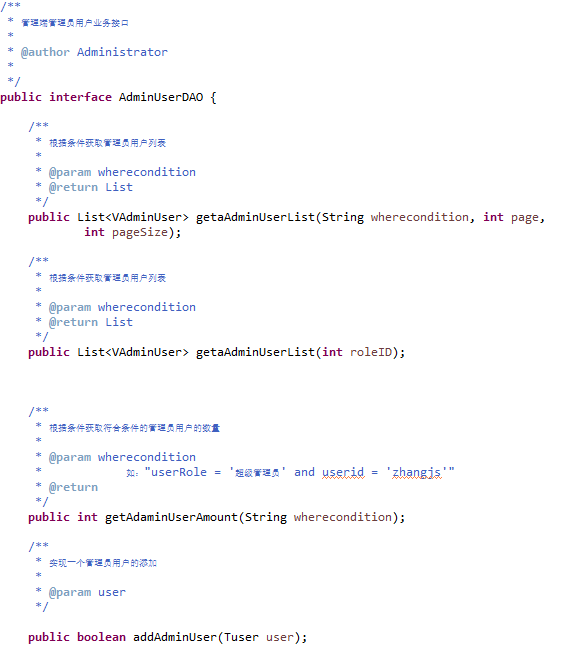 /**
 * 管理端管理员用户业务接口
 *
 * @author Administrator
 *
 */
public interface AdminUserDAO {
/**
 * 根据条件获取管理员用户列表
 *
 * @param wherecondition
 * @return List
 */
public List<VAdminUser> getaAdminUserList(String wherecondition, int page,
int pageSize);
/**
 * 根据条件获取管理员用户列表
 *
 * @param wherecondition
 * @return List
 */
public List<VAdminUser> getaAdminUserList(int roleID);
/**
 * 根据条件获取符合条件的管理员用户的数量
 *
 * @param wherecondition
 * 如："userRole = '超级管理员' and userid = 'zhangjs'"
 * @return
 */
public int getAdaminUserAmount(String wherecondition);
/**
 * 实现一个管理员用户的添加
 *
 * @param user
 */
public boolean addAdminUser(Tuser user);